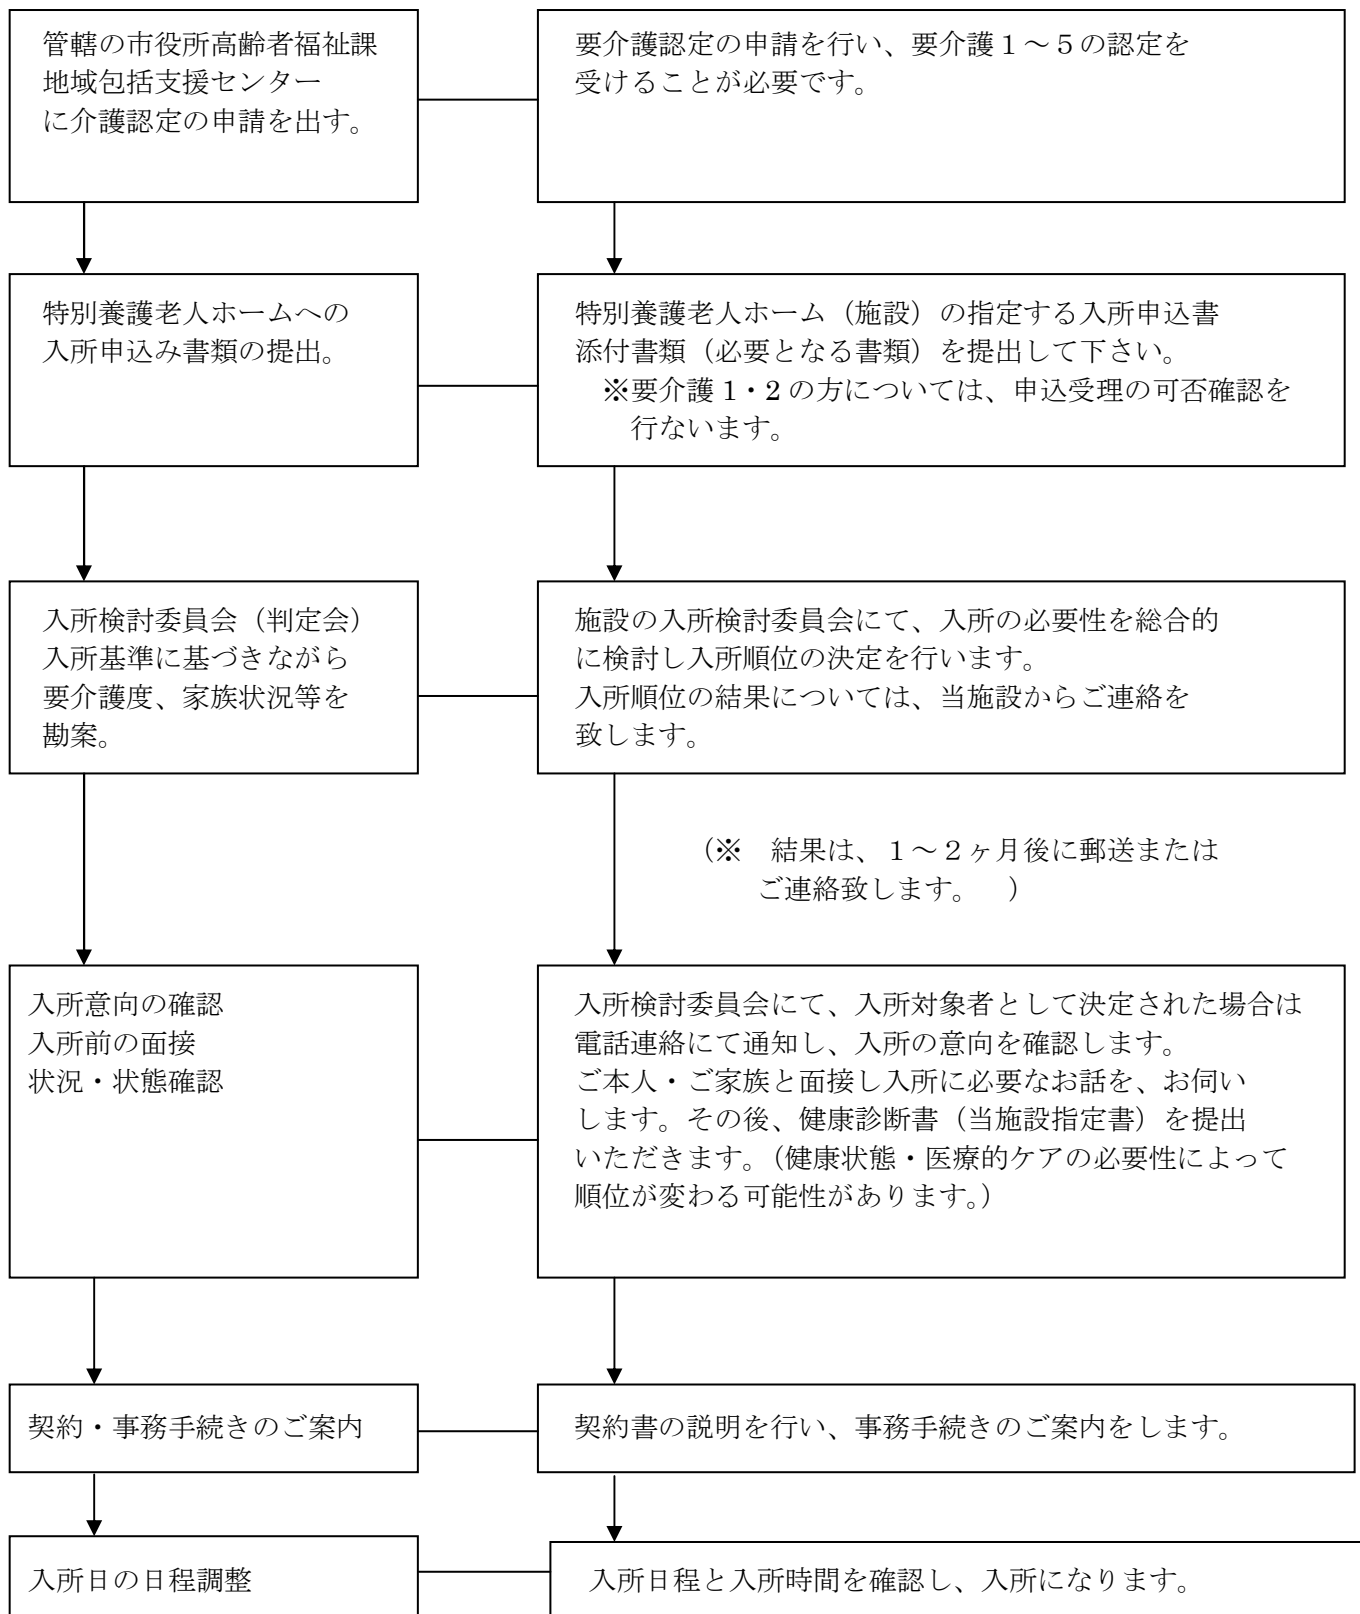 管轄の市役所高齢者福祉課
地域包括支援センター
に介護認定の申請を出す。
要介護認定の申請を行い、要介護１～５の認定を
受けることが必要です。
特別養護老人ホームへの
入所申込み書類の提出。
特別養護老人ホーム（施設）の指定する入所申込書
添付書類（必要となる書類）を提出して下さい。
※要介護 1・2 の方については、申込受理の可否確認を
行ないます。
入所検討委員会（判定会）
入所基準に基づきながら
要介護度、家族状況等を
勘案。
施設の入所検討委員会にて、入所の必要性を総合的
に検討し入所順位の決定を行います。
入所順位の結果については、当施設からご連絡を
致します。
（※　結果は、１～２ヶ月後に郵送または
ご連絡致します。　）
入所意向の確認
入所前の面接
状況・状態確認
入所検討委員会にて、入所対象者として決定された場合は
電話連絡にて通知し、入所の意向を確認します。
ご本人・ご家族と面接し入所に必要なお話を、お伺い
します。その後、健康診断書（当施設指定書）を提出
いただきます。（健康状態・医療的ケアの必要性によって
順位が変わる可能性があります。）
契約・事務手続きのご案内
契約書の説明を行い、事務手続きのご案内をします。
入所日の日程調整
入所日程と入所時間を確認し、入所になります。